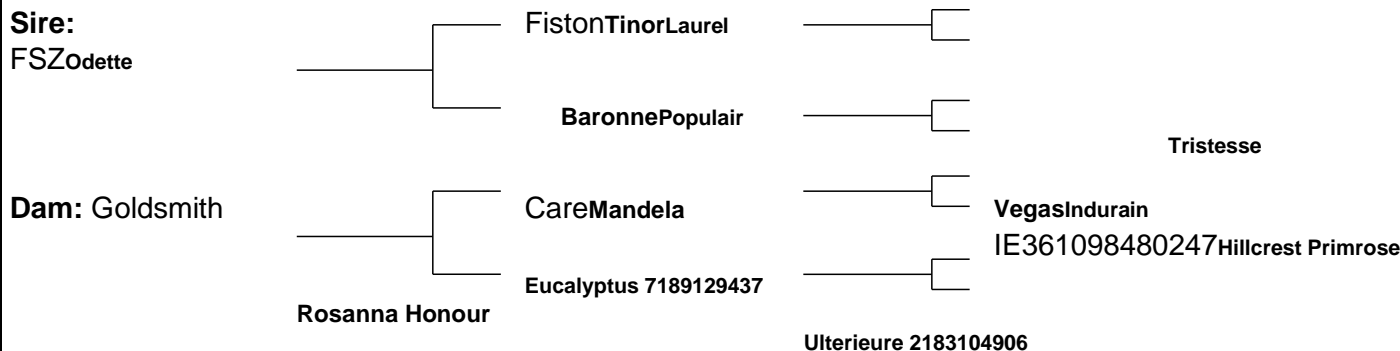 Sire:
FSZOdette
FistonTinorLaurel
BaronnePopulair
Tristesse
Dam: Goldsmith
CareMandela
VegasIndurain
IE361098480247Hillcrest Primrose
Eucalyptus 7189129437
Rosanna Honour
Ulterieure 2183104906